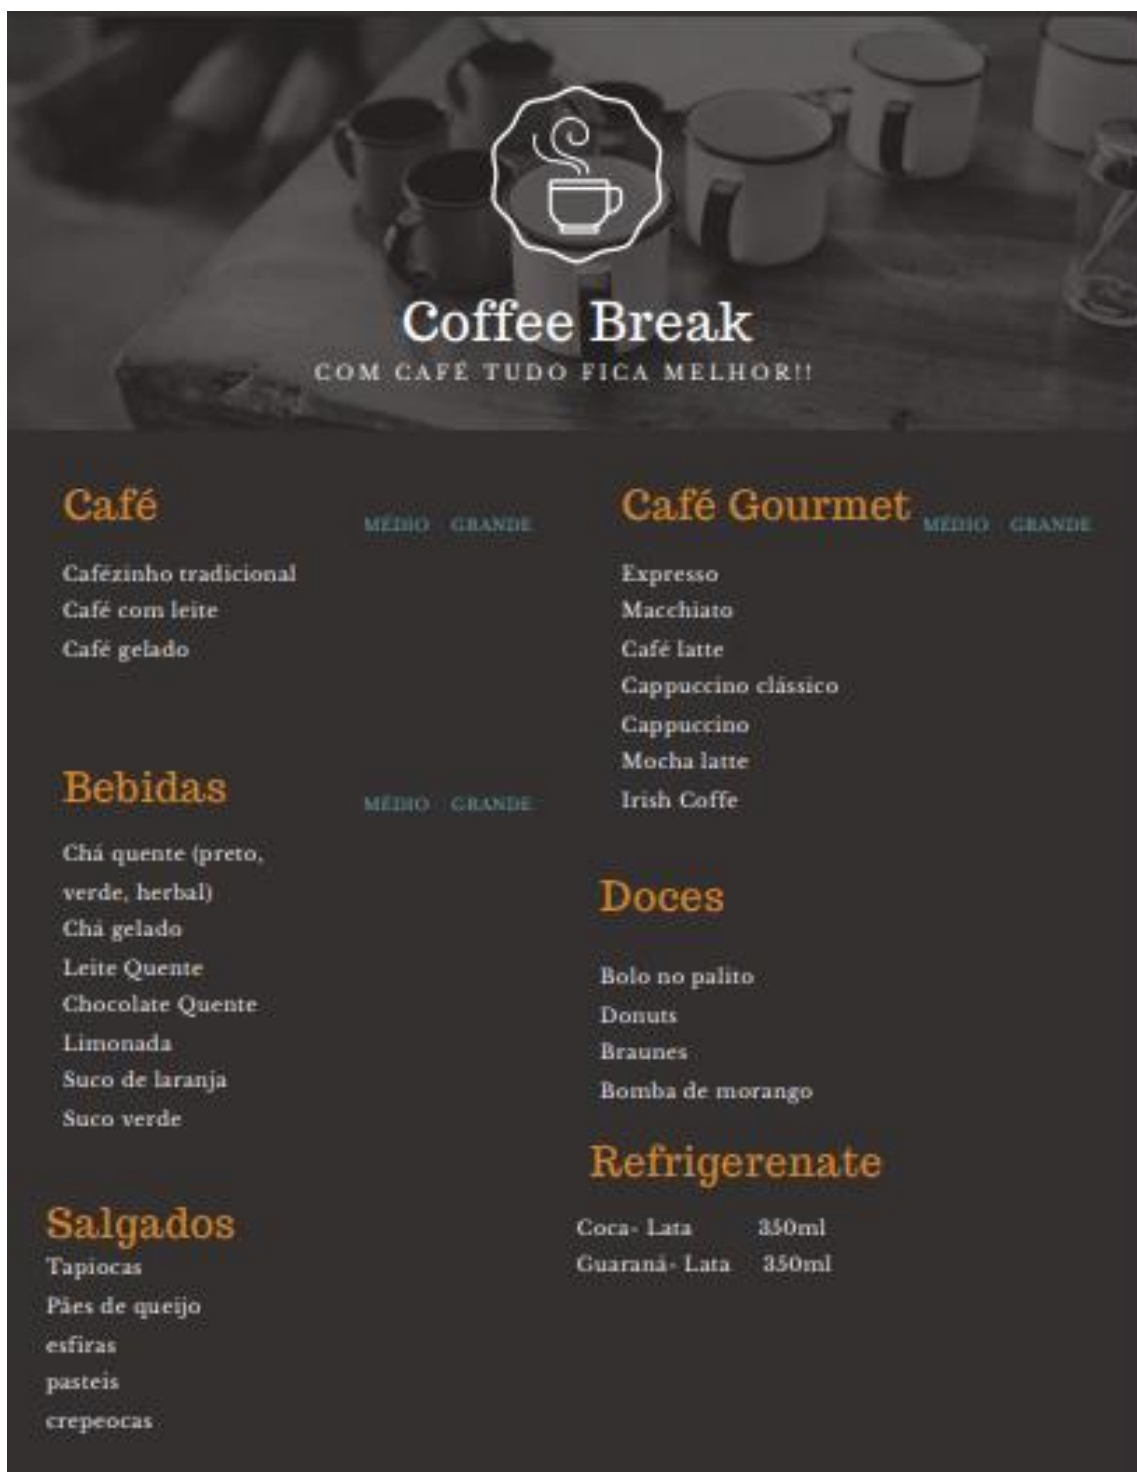 Coffee Break
COM CAFÉ TUDO FICA MELHOR!!
Café
MÉDIO GRANDE
Cafézinho tradicional
Café com leite
Café gelado
Bebidas
MÉDIO GRANDE
Chá quente (preto,
verde, herbal)
Chá gelado
Leite Quente
Chocolate Quente
Limonada
Suco de laranja
Suco verde
Salgados
Tapiocas
Pães de queijo
esfiras
pasteis
crepeocas
Café Gourmet
MÉDIO GRANDE
Expresso
Macchiato
Café latte
Cappuccino clássico
Cappuccino
Mocha latte
Irish Coffe
Doces
Bolo no palito
Donuts
Braunes
Bomba de morango
Refrigerenate
Coca- Lata 350ml
Guaraná- Lata 350ml